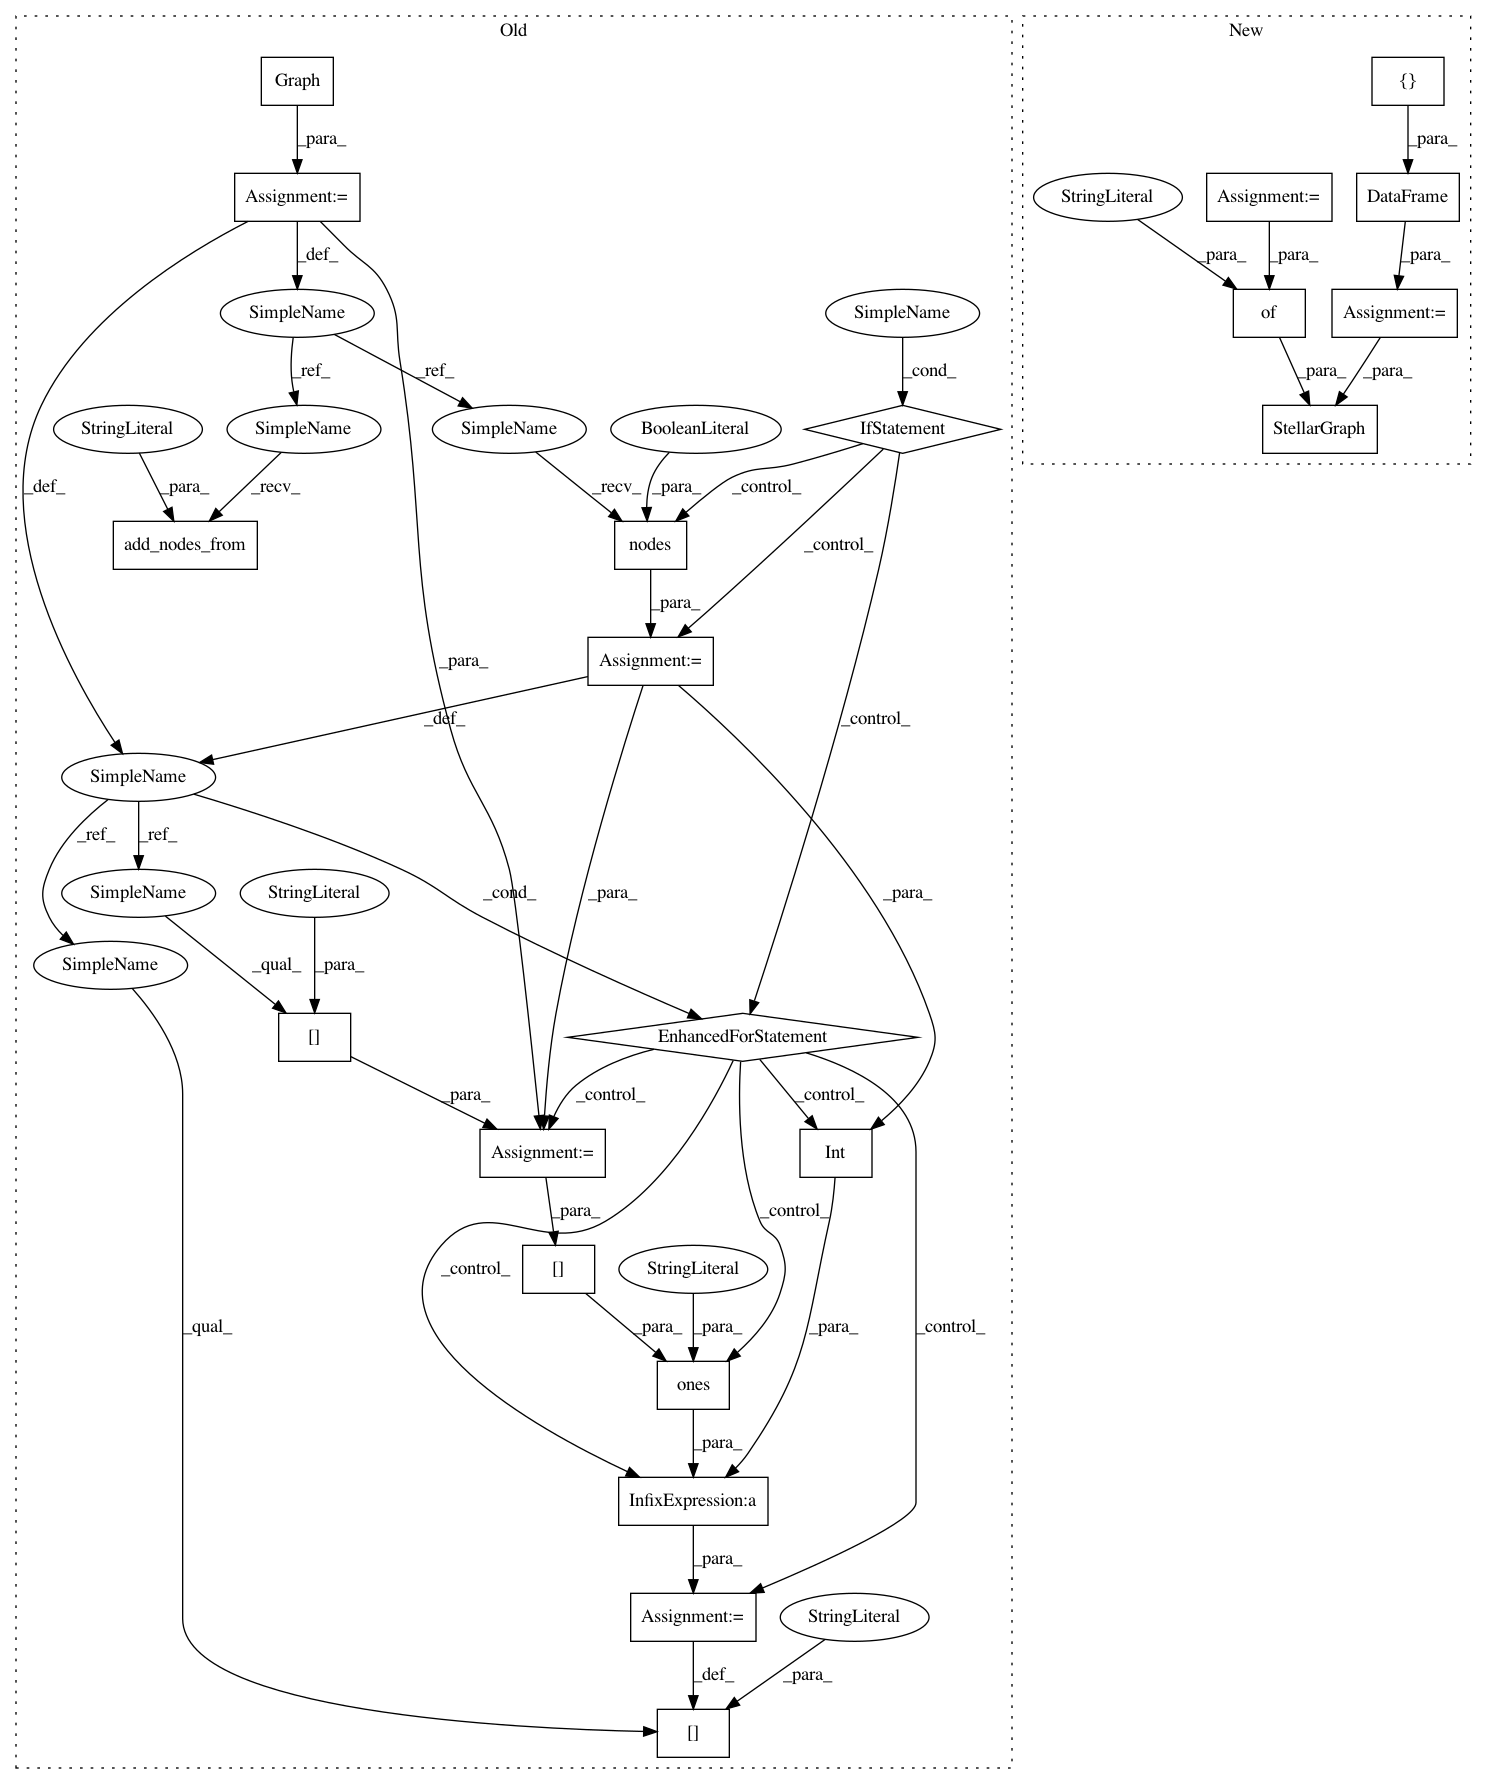 Old
New
Graph
{}
_para_
_para_
Assignment:=
StringLiteral
Assignment:=
DataFrame
_def_
_para_
_para_
_para_
SimpleName
SimpleName
of
Assignment:=
_ref_
_ref_
_cond_
_para_
_para_
StringLiteral
SimpleName
SimpleName
BooleanLiteral
IfStatement
StellarGraph
_def_
_para_
_recv_
_recv_
_para_
_control_
add_nodes_from
nodes
_control_
_para_
_para_
Assignment:=
_def_
_control_
SimpleName
_ref_
_ref_
SimpleName
StringLiteral
_cond_
_para_
_para_
SimpleName
_qual_
_para_
[]
EnhancedForStatement
_para_
_control_
_control_
Assignment:=
Int
_para_
_control_
_control_
[]
StringLiteral
_qual_
_para_
_para_
_para_
_control_
ones
_para_
InfixExpression:a
_para_
Assignment:=
StringLiteral
_def_
_para_
[]